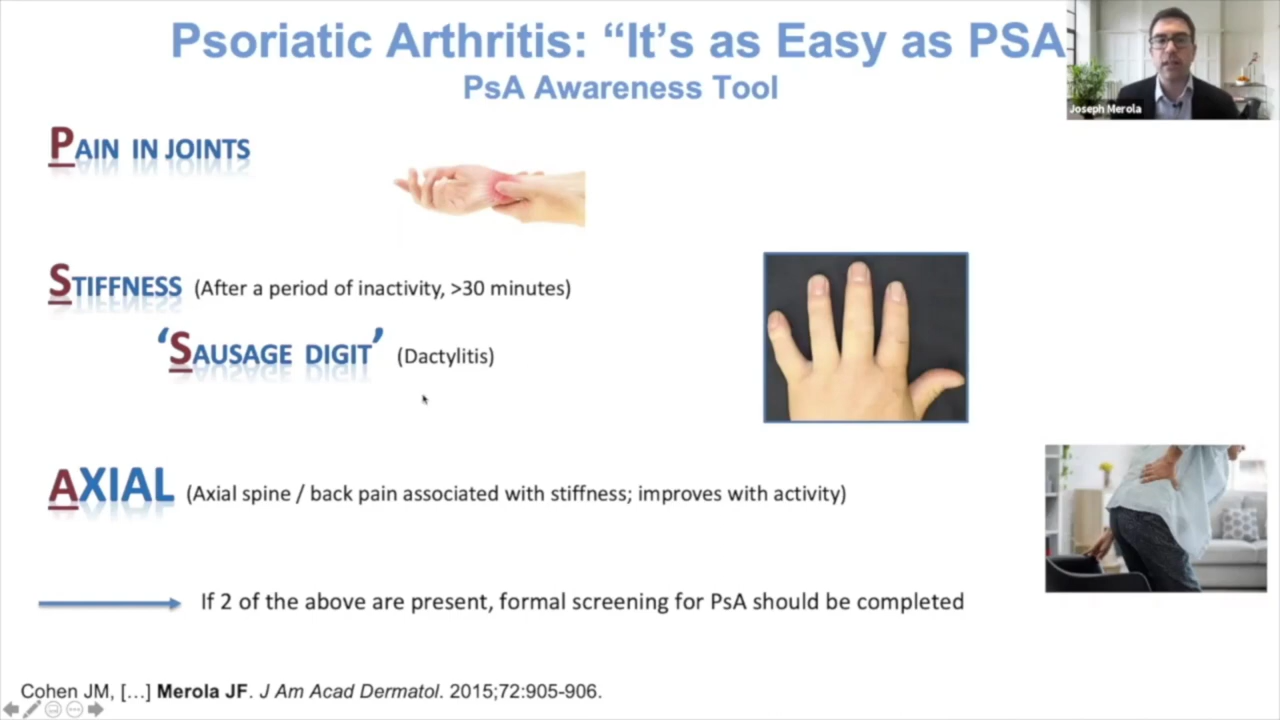 Psoriatic Arthritis: “It’s as Easy as PSA
PsA Awareness Tool
Joseph Merola
PAIN IN JOINTS
STIFFNESS (After a period of inactivity, >30 minutes)
‘SAUSAGE DIGIT’ (Dactylitis)
AXIAL (Axial spine / back pain associated with stiffness; improves with activity)
If 2 of the above are present, formal screening for PsA should be completed
Cohen JM, […] Merola JF. J Am Acad Dermatol. 2015;72:905-906.